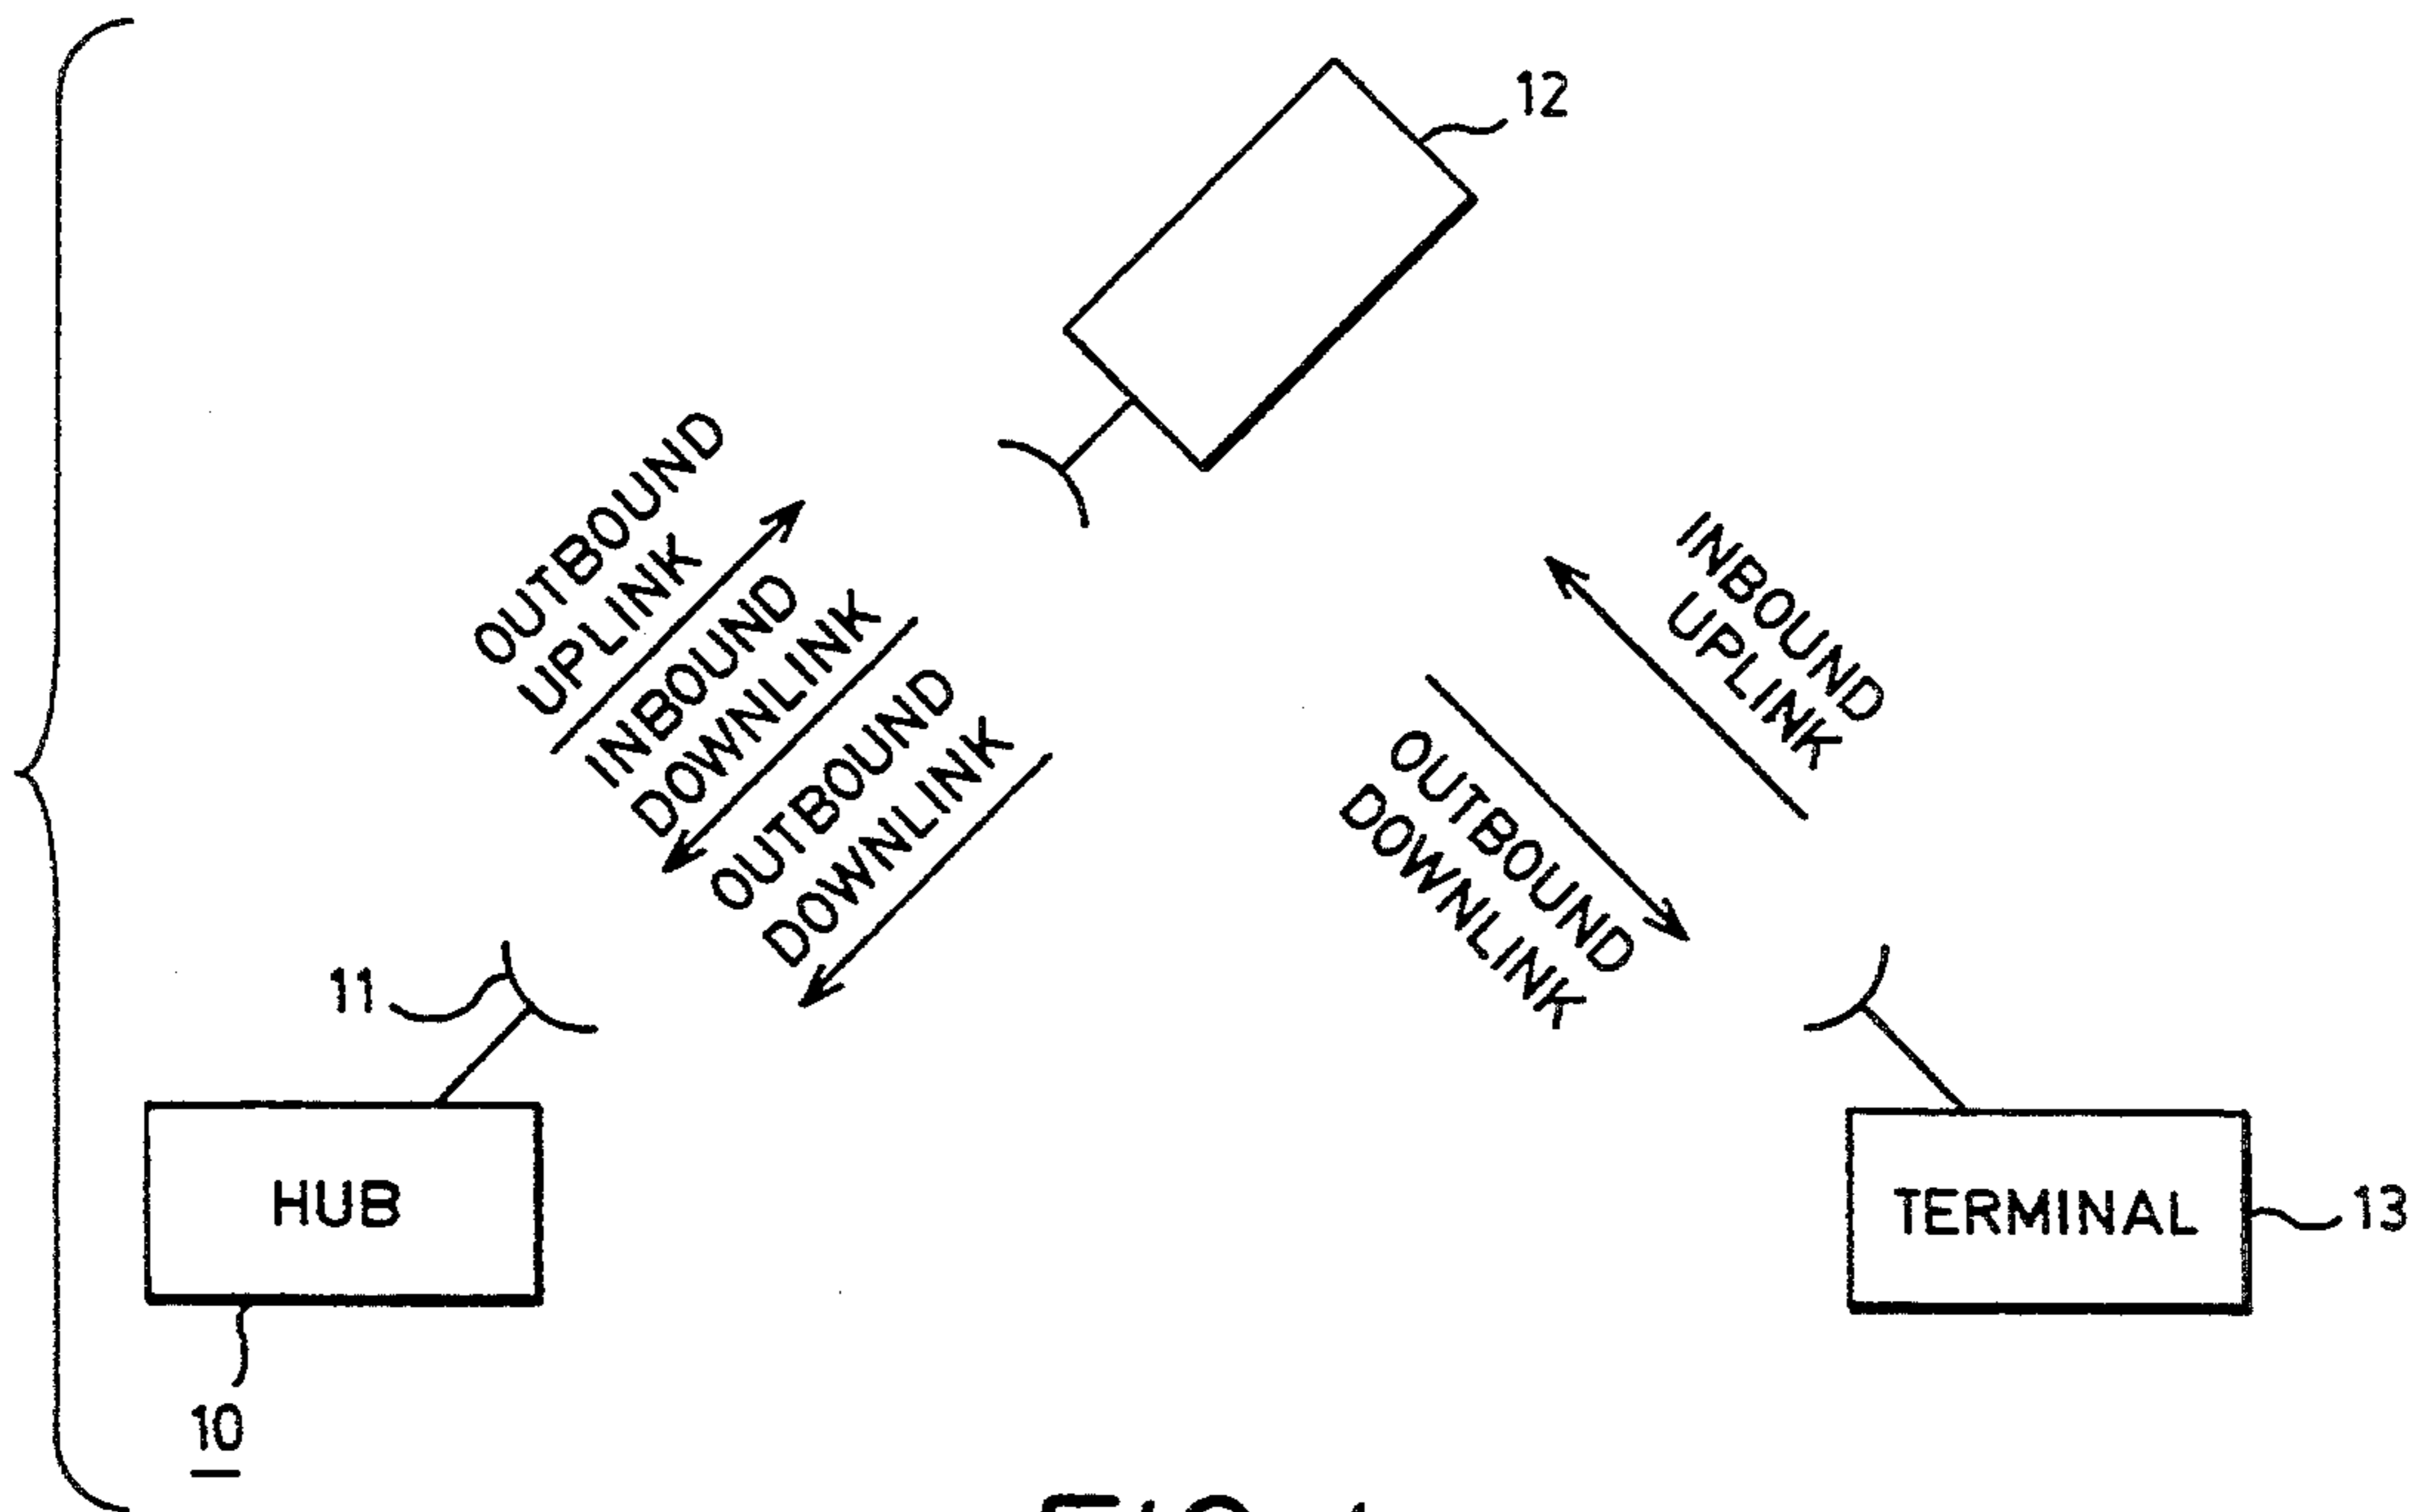 12
OUTBOUND
UPLINK
INBOUND
DOWNLINK
OUTBOUND
DOWNLINK
INBOUND
UPLINK
OUTBOUND
DOWNLINK
11
HUB
TERMINAL
13
10